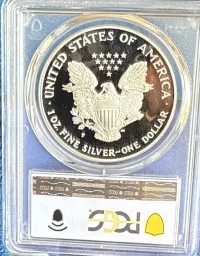 UNITED STATES OF AMERICA
1 OZ. FINE SILVER~ONE DOLLAR
PCGS